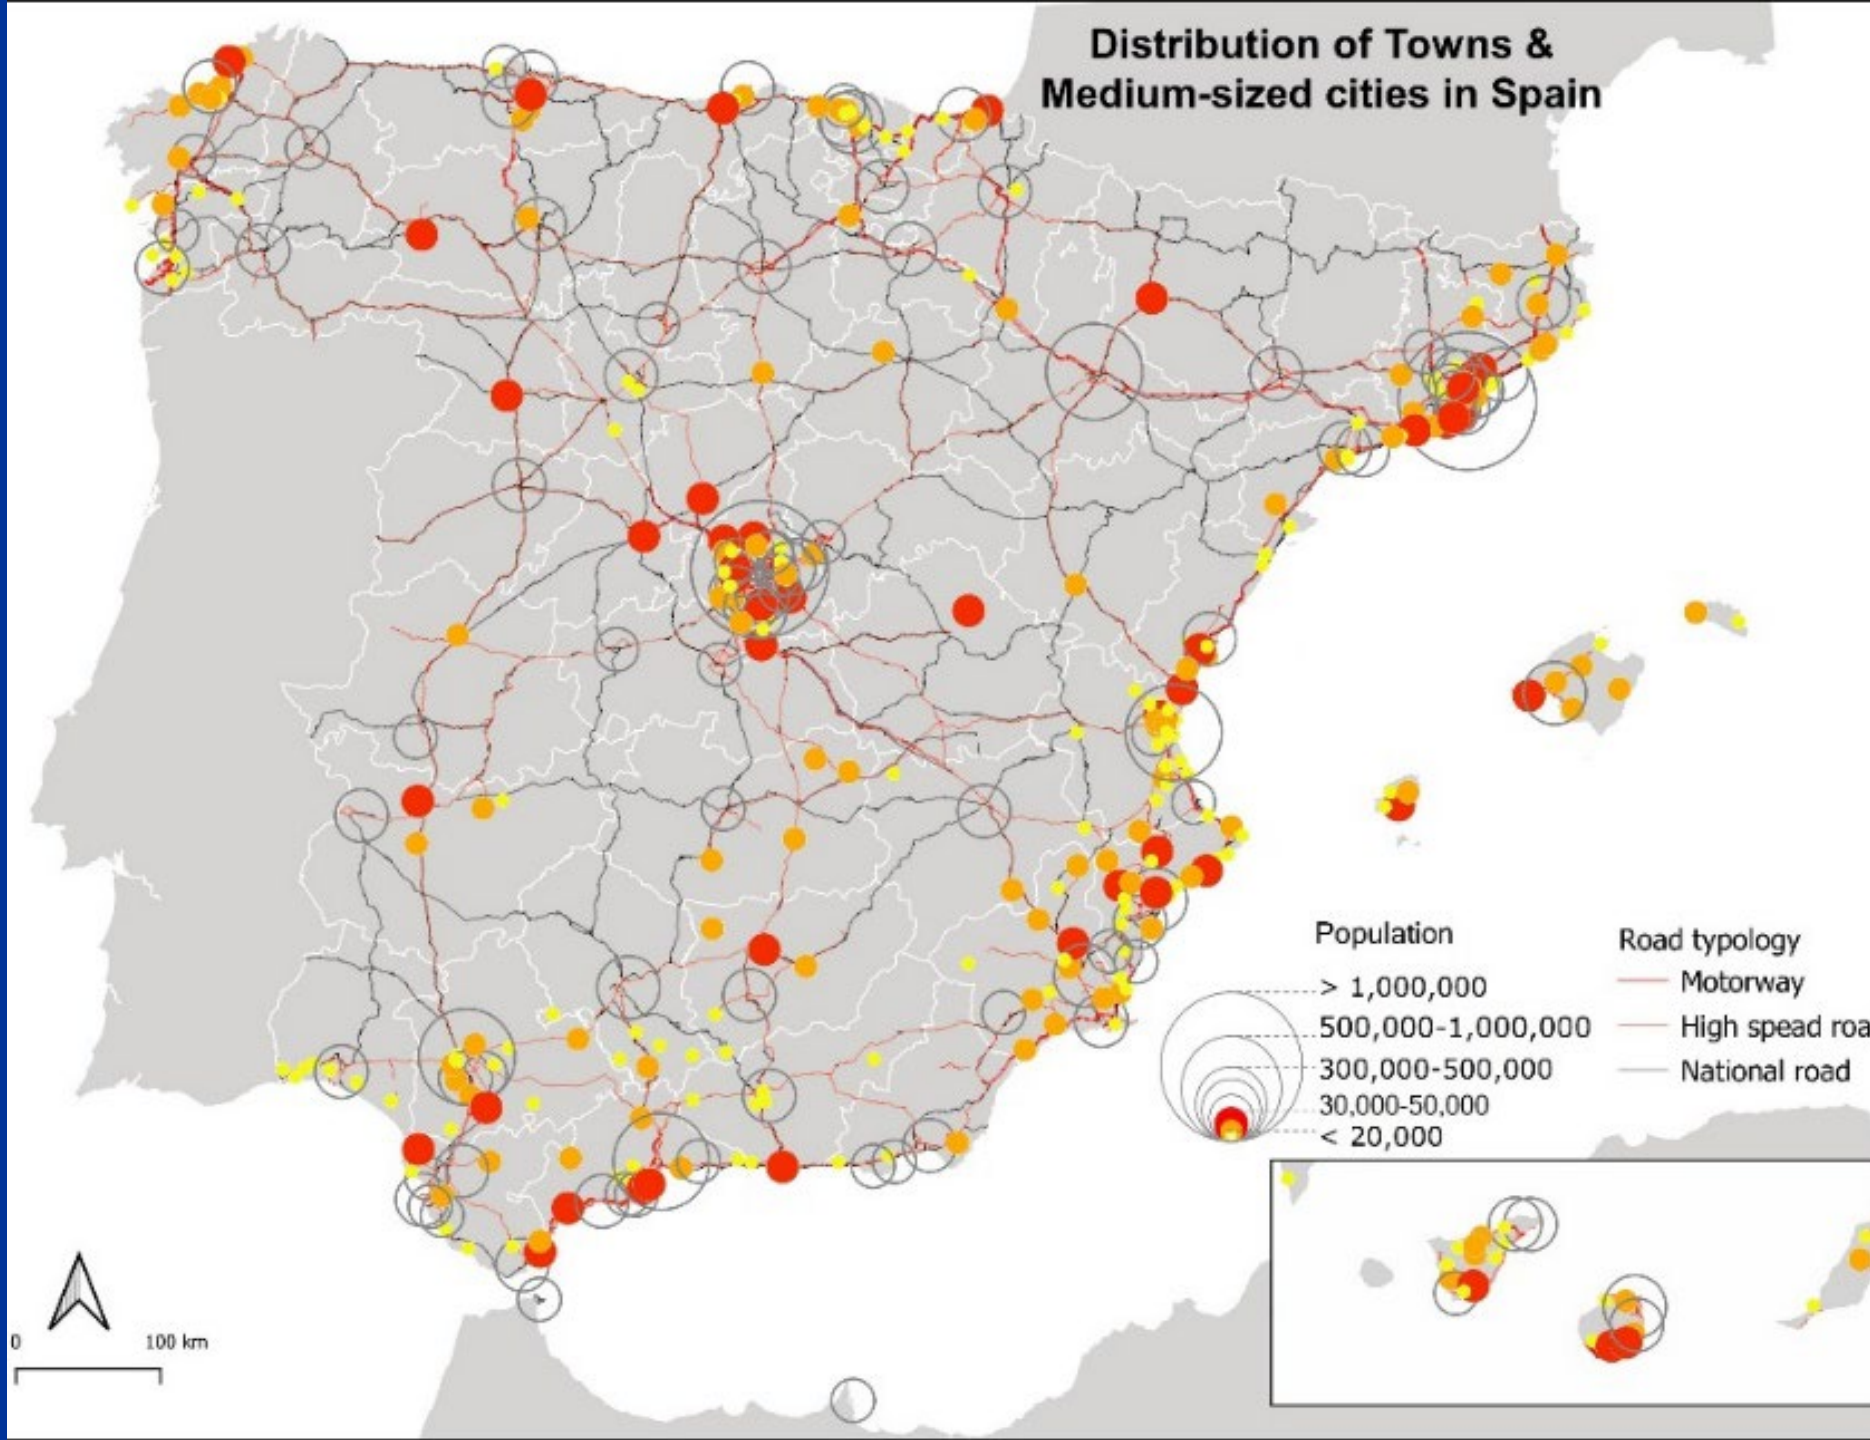 Distribution of Towns &
Medium-sized cities in Spain
Population
> 1,000,000
500,000-1,000,000
300,000-500,000
30,000-50,000
< 20,000
Road typology
Motorway
High spead roa
National road
0 100 km